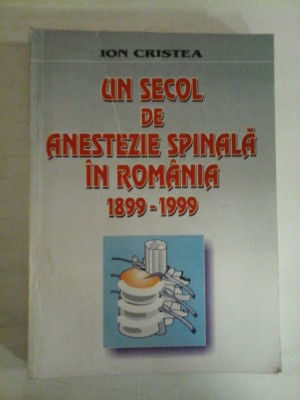 ION CRISTEA
UN SECOL
DE
ANESTEZIE SPINALĂ
ÎN ROMÂNIA
1899-1999